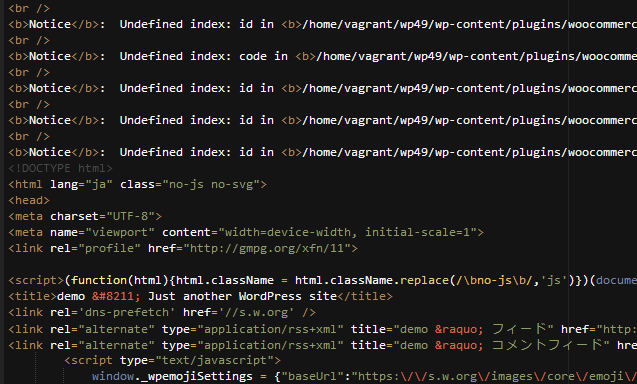 <br />
<b>Notice</b>:  Undefined index: id in <b>/home/vagrant/wp49/wp-content/plugins/woocommerc
<br />
<b>Notice</b>:  Undefined index: code in <b>/home/vagrant/wp49/wp-content/plugins/woocomme
<br />
<b>Notice</b>:  Undefined index: id in <b>/home/vagrant/wp49/wp-content/plugins/woocommerc
<br />
<b>Notice</b>:  Undefined index: id in <b>/home/vagrant/wp49/wp-content/plugins/woocommerc
<br />
<b>Notice</b>:  Undefined index: id in <b>/home/vagrant/wp49/wp-content/plugins/woocommerc
<!DOCTYPE html>
<html lang="ja" class="no-js no-svg">
<head>
<meta charset="UTF-8">
<meta name="viewport" content="width=device-width, initial-scale=1">
<link rel="profile" href="http://gmpg.org/xfn/11">
<script>(function(html){html.className = html.className.replace(/\bno-js\b/,'js')})(docume
<title>demo &#8211; Just another WordPress site</title>
<link rel='dns-prefetch' href='//s.w.org' />
<link rel="alternate" type="application/rss+xml" title="demo &raquo; フィード" href="http:
<link rel="alternate" type="application/rss+xml" title="demo &raquo; コメントフィード" href="
<script type="text/javascript">
window._wpemojiSettings = {"baseUrl":"https:\/\/s.w.org\/images\/core\/emoji\/